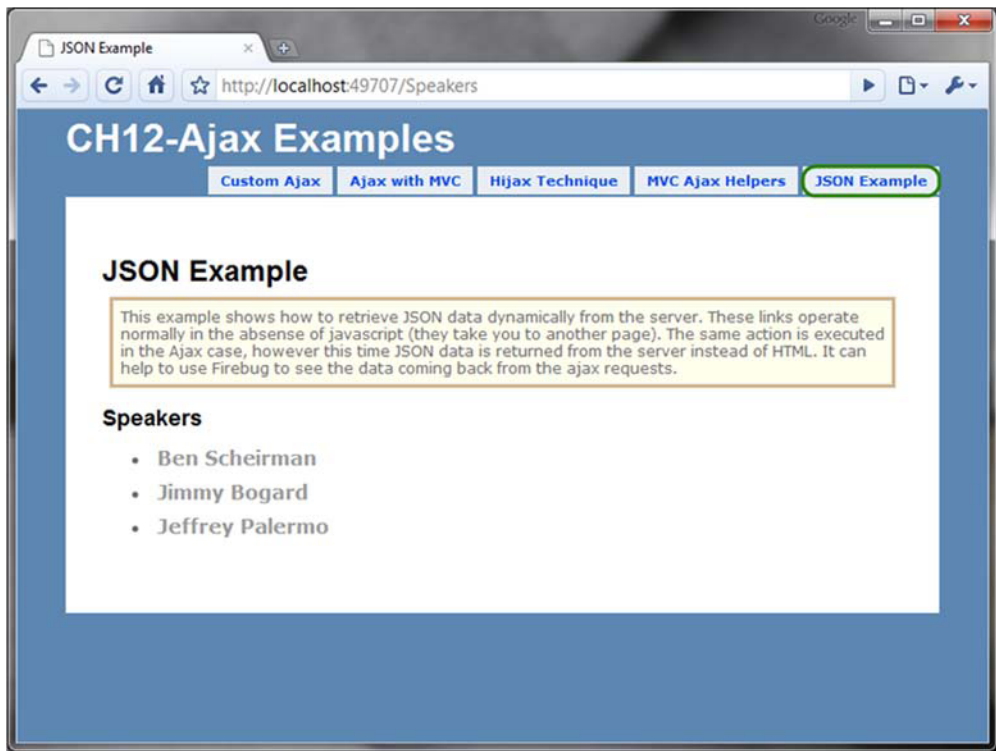 Google
JSON Example
http://localhost:49707/Speakers
CH12-Ajax Examples
Custom Ajax
Ajax with MVC
Hijax Technique
MVC Ajax Helpers
JSON Example
JSON Example
This example shows how to retrieve JSON data dynamically from the server. These links operate
normally in the absense of javascript (they take you to another page). The same action is executed
in the Ajax case, however this time JSON data is returned from the server instead of HTML. It can
help to use Firebug to see the data coming back from the ajax requests.
Speakers
Ben Scheirman
Jimmy Bogard
Jeffrey Palermo